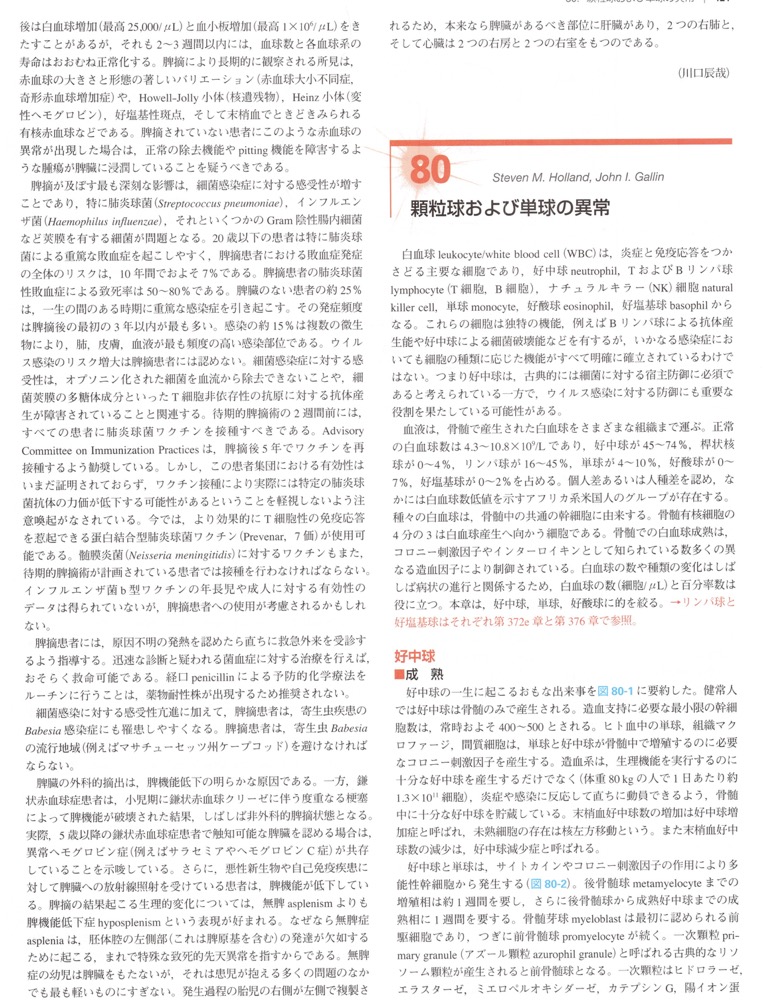 後は白血球増加(最高 25,000/μL)と血小板増加(最高 1×10⁶/μL)をき
たすことがあるが，それも 2～3 週間以内には，血球数と各血球系の
寿命はおおむね正常化する。脾摘により長期的に観察される所見は，
赤血球の大きさと形態の著しいバリエーション(赤血球大小不同症，
奇形赤血球増加症)や，Howell-Jolly 小体(核遺残物)，Heinz 小体(変
性ヘモグロビン)，好塩基性斑点，そして末梢血でときどきみられる
有核赤血球などである。脾摘されていない患者にこのような赤血球の
異常が出現した場合は，正常の除去機能や pitting 機能を障害するよ
うな腫瘍が脾臓に浸潤していることを疑うべきである。
脾摘が及ぼす最も深刻な影響は，細菌感染症に対する感受性が増す
ことであり，特に肺炎球菌(Streptococcus pneumoniae)，インフルエン
ザ菌(Haemophilus influenzae)，それといくつかの Gram 陰性腸内細菌
など莢膜を有する細菌が問題となる。20 歳以下の患者は特に肺炎球
菌による重篤な敗血症を起こしやすく，脾摘患者における敗血症発症
の全体のリスクは，10 年間でおよそ 7％である。脾摘患者の肺炎球菌
性敗血症による致死率は 50～80％である。脾臓のない患者の約 25％
は，一生の間のある時期に重篤な感染症を引き起こす。その発症頻度
は脾摘後の最初の 3 年以内が最も多い。感染の約 15％は複数の微生
物により，肺，皮膚，血液が最も頻度の高い感染部位である。ウイル
ス感染のリスク増大は脾摘患者には認めない。細菌感染症に対する感
受性は，オプソニン化された細菌を血流から除去できないことや，細
菌莢膜の多糖体成分といった T 細胞非依存性の抗原に対する抗体産
生が障害されていることと関連する。待期的脾摘術の 2 週間前には，
すべての患者に肺炎球菌ワクチンを接種すべきである。Advisory
Committee on Immunization Practices は，脾摘後 5 年でワクチンを再
接種するよう勧奨している。しかし，この患者集団における有効性は
いまだ証明されておらず，ワクチン接種により実際には特定の肺炎球
菌抗体の力価が低下する可能性があるということを軽視しないよう注
意喚起がなされている。今では，より効果的に T 細胞性の免疫応答
を惹起できる蛋白結合型肺炎球菌ワクチン(Prevenar，7 価)が使用可
能である。髄膜炎菌(Neisseria meningitidis)に対するワクチンもまた，
待期的脾摘術が計画されている患者では接種を行わなければならない。
インフルエンザ菌 b 型ワクチンの年長児や成人に対する有効性の
データは得られていないが，脾摘患者への使用が考慮されるかもしれ
ない。
脾摘患者には，原因不明の発熱を認めたら直ちに救急外来を受診す
るよう指導する。迅速な診断と疑われる菌血症に対する治療を行えば，
おそらく救命可能である。経口 penicillin による予防的化学療法を
ルーチンに行うことは，薬物耐性株が出現するため推奨されない。
細菌感染に対する感受性亢進に加えて，脾摘患者は，寄生虫疾患の
Babesia 感染症にも罹患しやすくなる。脾摘患者は，寄生虫 Babesia
の流行地域(例えばマサチューセッツ州ケープコッド)を避けなければ
ならない。
脾臓の外科的摘出は，脾機能低下の明らかな原因である。一方，鎌
状赤血球症患者は，小児期に鎌状赤血球クリーゼに伴う度重なる梗塞
によって脾機能が破壊された結果，しばしば非外科的脾摘状態となる。
実際，5 歳以降の鎌状赤血球症患者で触知可能な脾臓を認める場合は，
異常ヘモグロビン症(例えばサラセミアやヘモグロビン C 症)が共存
していることを示唆している。さらに，悪性新生物や自己免疫疾患に
対して脾臓への放射線照射を受けている患者は，脾機能が低下してい
る。脾摘の結果起こる生理的変化については，無脾 asplenism よりも
脾機能低下症 hyposplenism という表現が好まれる。なぜなら無脾症
asplenia は，胚体腔の左側部(これは脾原基を含む)の発達が欠如する
ために起こる，まれで特殊な致死的先天異常を指すからである。無脾
症の幼児は脾臓をもたないが，それは患児が抱える多くの問題のなか
でも最も軽いものにすぎない。発生過程の胎児の右側が左側で複製さ
れるため，本来なら脾臓があるべき部位に肝臓があり，2 つの右肺と，
そして心臓は 2 つの右房と 2 つの右室をもつのである。
(川口辰哉)
80
Steven M. Holland, John I. Gallin
顆粒球および単球の異常
白血球 leukocyte/white blood cell(WBC)は，炎症と免疫応答をつか
さどる主要な細胞であり，好中球 neutrophil，T および B リンパ球
lymphocyte(T 細胞，B 細胞)，ナチュラルキラー(NK)細胞 natural
killer cell，単球 monocyte，好酸球 eosinophil，好塩基球 basophil から
なる。これらの細胞は独特の機能，例えば B リンパ球による抗体産
生能や好中球による細菌破壊能などを有するが，いかなる感染症にお
いても細胞の種類に応じた機能がすべて明確に確立されているわけで
はない。つまり好中球は，古典的には細菌に対する宿主防御に必須で
あると考えられている一方で，ウイルス感染に対する防御にも重要な
役割を果たしている可能性がある。
血液は，骨髄で産生された白血球をさまざまな組織まで運ぶ。正常
の白血球数は 4.3～10.8×10⁹/L であり，好中球が 45～74％，桿状核
球が 0～4％，リンパ球が 16～45％，単球が 4～10％，好酸球が 0～
7％，好塩基球が 0～2％を占める。個人差あるいは人種差を認め，な
かには白血球数低値を示すアフリカ系米国人のグループが存在する。
種々の白血球は，骨髄中の共通の幹細胞に由来する。骨髄有核細胞の
4 分の 3 は白血球産生へ向かう細胞である。骨髄での白血球成熟は，
コロニー刺激因子やインターロイキンとして知られている数多くの異
なる造血因子により制御されている。白血球の数や種類の変化はしば
しば病状の進行と関係するため，白血球の数(細胞/μL)と百分率数は
役に立つ。本章は，好中球，単球，好酸球に的を絞る。→リンパ球と
好塩基球はそれぞれ第 372e 章と第 376 章で参照。
好中球
■成 熟
好中球の一生に起こるおもな出来事を図 80-1 に要約した。健常人
では好中球は骨髄のみで産生される。造血支持に必要な最小限の幹細
胞数は，常時およそ 400～500 とされる。ヒト血中の単球，組織マク
ロファージ，間質細胞は，単球と好中球が骨髄中で増殖するのに必要
なコロニー刺激因子を産生する。造血系は，生理機能を実行するのに
十分な好中球を産生するだけでなく(体重 80 kg の人で 1 日あたり約
1.3×10¹¹ 細胞)，炎症や感染に反応して直ちに動員できるよう，骨髄
中に十分な好中球を貯蔵している。末梢血好中球数の増加は好中球増
加症と呼ばれ，未熟細胞の存在は核左方移動という。また末梢血好中
球数の減少は，好中球減少症と呼ばれる。
好中球と単球は，サイトカインやコロニー刺激因子の作用により多
能性幹細胞から発生する(図 80-2)。後骨髄球 metamyelocyte までの
増殖相は約 1 週間を要し，さらに後骨髄球から成熟好中球までの成
熟相に 1 週間を要する。骨髄芽球 myeloblast は最初に認められる前
駆細胞であり，つぎに前骨髄球 promyelocyte が続く。一次顆粒 pri-
mary granule(アズール顆粒 azurophil granule)と呼ばれる古典的なリソ
ソーム顆粒が産生されると前骨髄球となる。一次顆粒はヒドロラーゼ，
エラスターゼ，ミエロペルオキシダーゼ，カテプシン G，陽イオン蛋